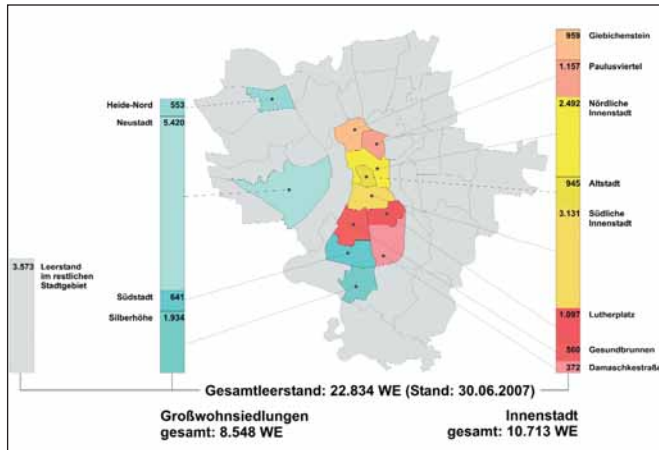 959 Giebichenstein
1.157 Paulusviertel
2.492 Nördliche
Innenstadt
945 Altstadt
3.131 Südliche
Innenstadt
1.097 Lutherplatz
560 Gesundbrunnen
372 Damaschkestraße
Heide-Nord 553
Neustadt 5.420
Südstadt 641
Silberhöhe 1.934
3.573 Leerstand
im restlichen
Stadtgebiet
Gesamtleerstand: 22.834 WE (Stand: 30.06.2007)
Großwohnsiedlungen
gesamt: 8.548 WE
Innenstadt
gesamt: 10.713 WE